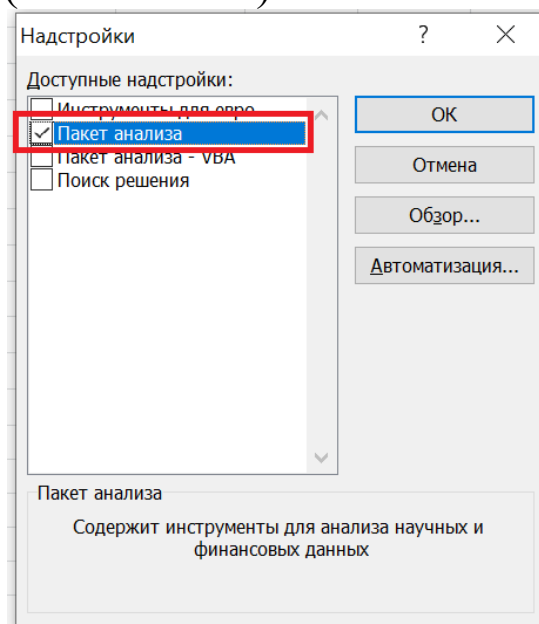 Надстройки ? ×
Доступные надстройки:
Инструменты для евро
Пакет анализа
Пакет анализа - VBA
Поиск решения
ОК
Отмена
Обзор...
Автоматизация...
Пакет анализа
Содержит инструменты для анализа научных и
финансовых данных